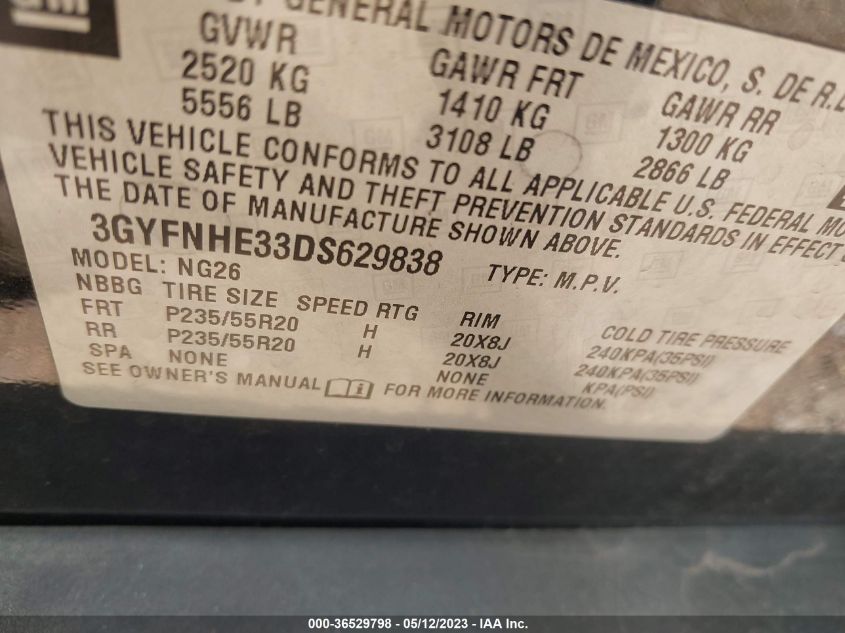 GM
BY GENERAL MOTORS DE MEXICO, S. DE R.L
GVWR GAWR FRT GAWR RR
2520 KG 1410 KG 1300 KG
5556 LB 3108 LB 2866 LB
THIS VEHICLE CONFORMS TO ALL APPLICABLE U.S. FEDERAL MO
VEHICLE SAFETY AND THEFT PREVENTION STANDARDS IN EFFECT
THE DATE OF MANUFACTURE SHOWN ABOVE.
3GYFNHE33DS629838 TYPE: M.P.V.
MODEL: NG26
NBBG TIRE SIZE SPEED RTG RIM COLD TIRE PRESSURE
FRT P235/55R20 H 20X8J 240KPA(35PSI)
RR P235/55R20 H 20X8J 240KPA(35PSI)
SPA NONE NONE KPA(PSI)
SEE OWNER'S MANUAL FOR MORE INFORMATION.
000-36529798 - 05/12/2023 - IAA Inc.